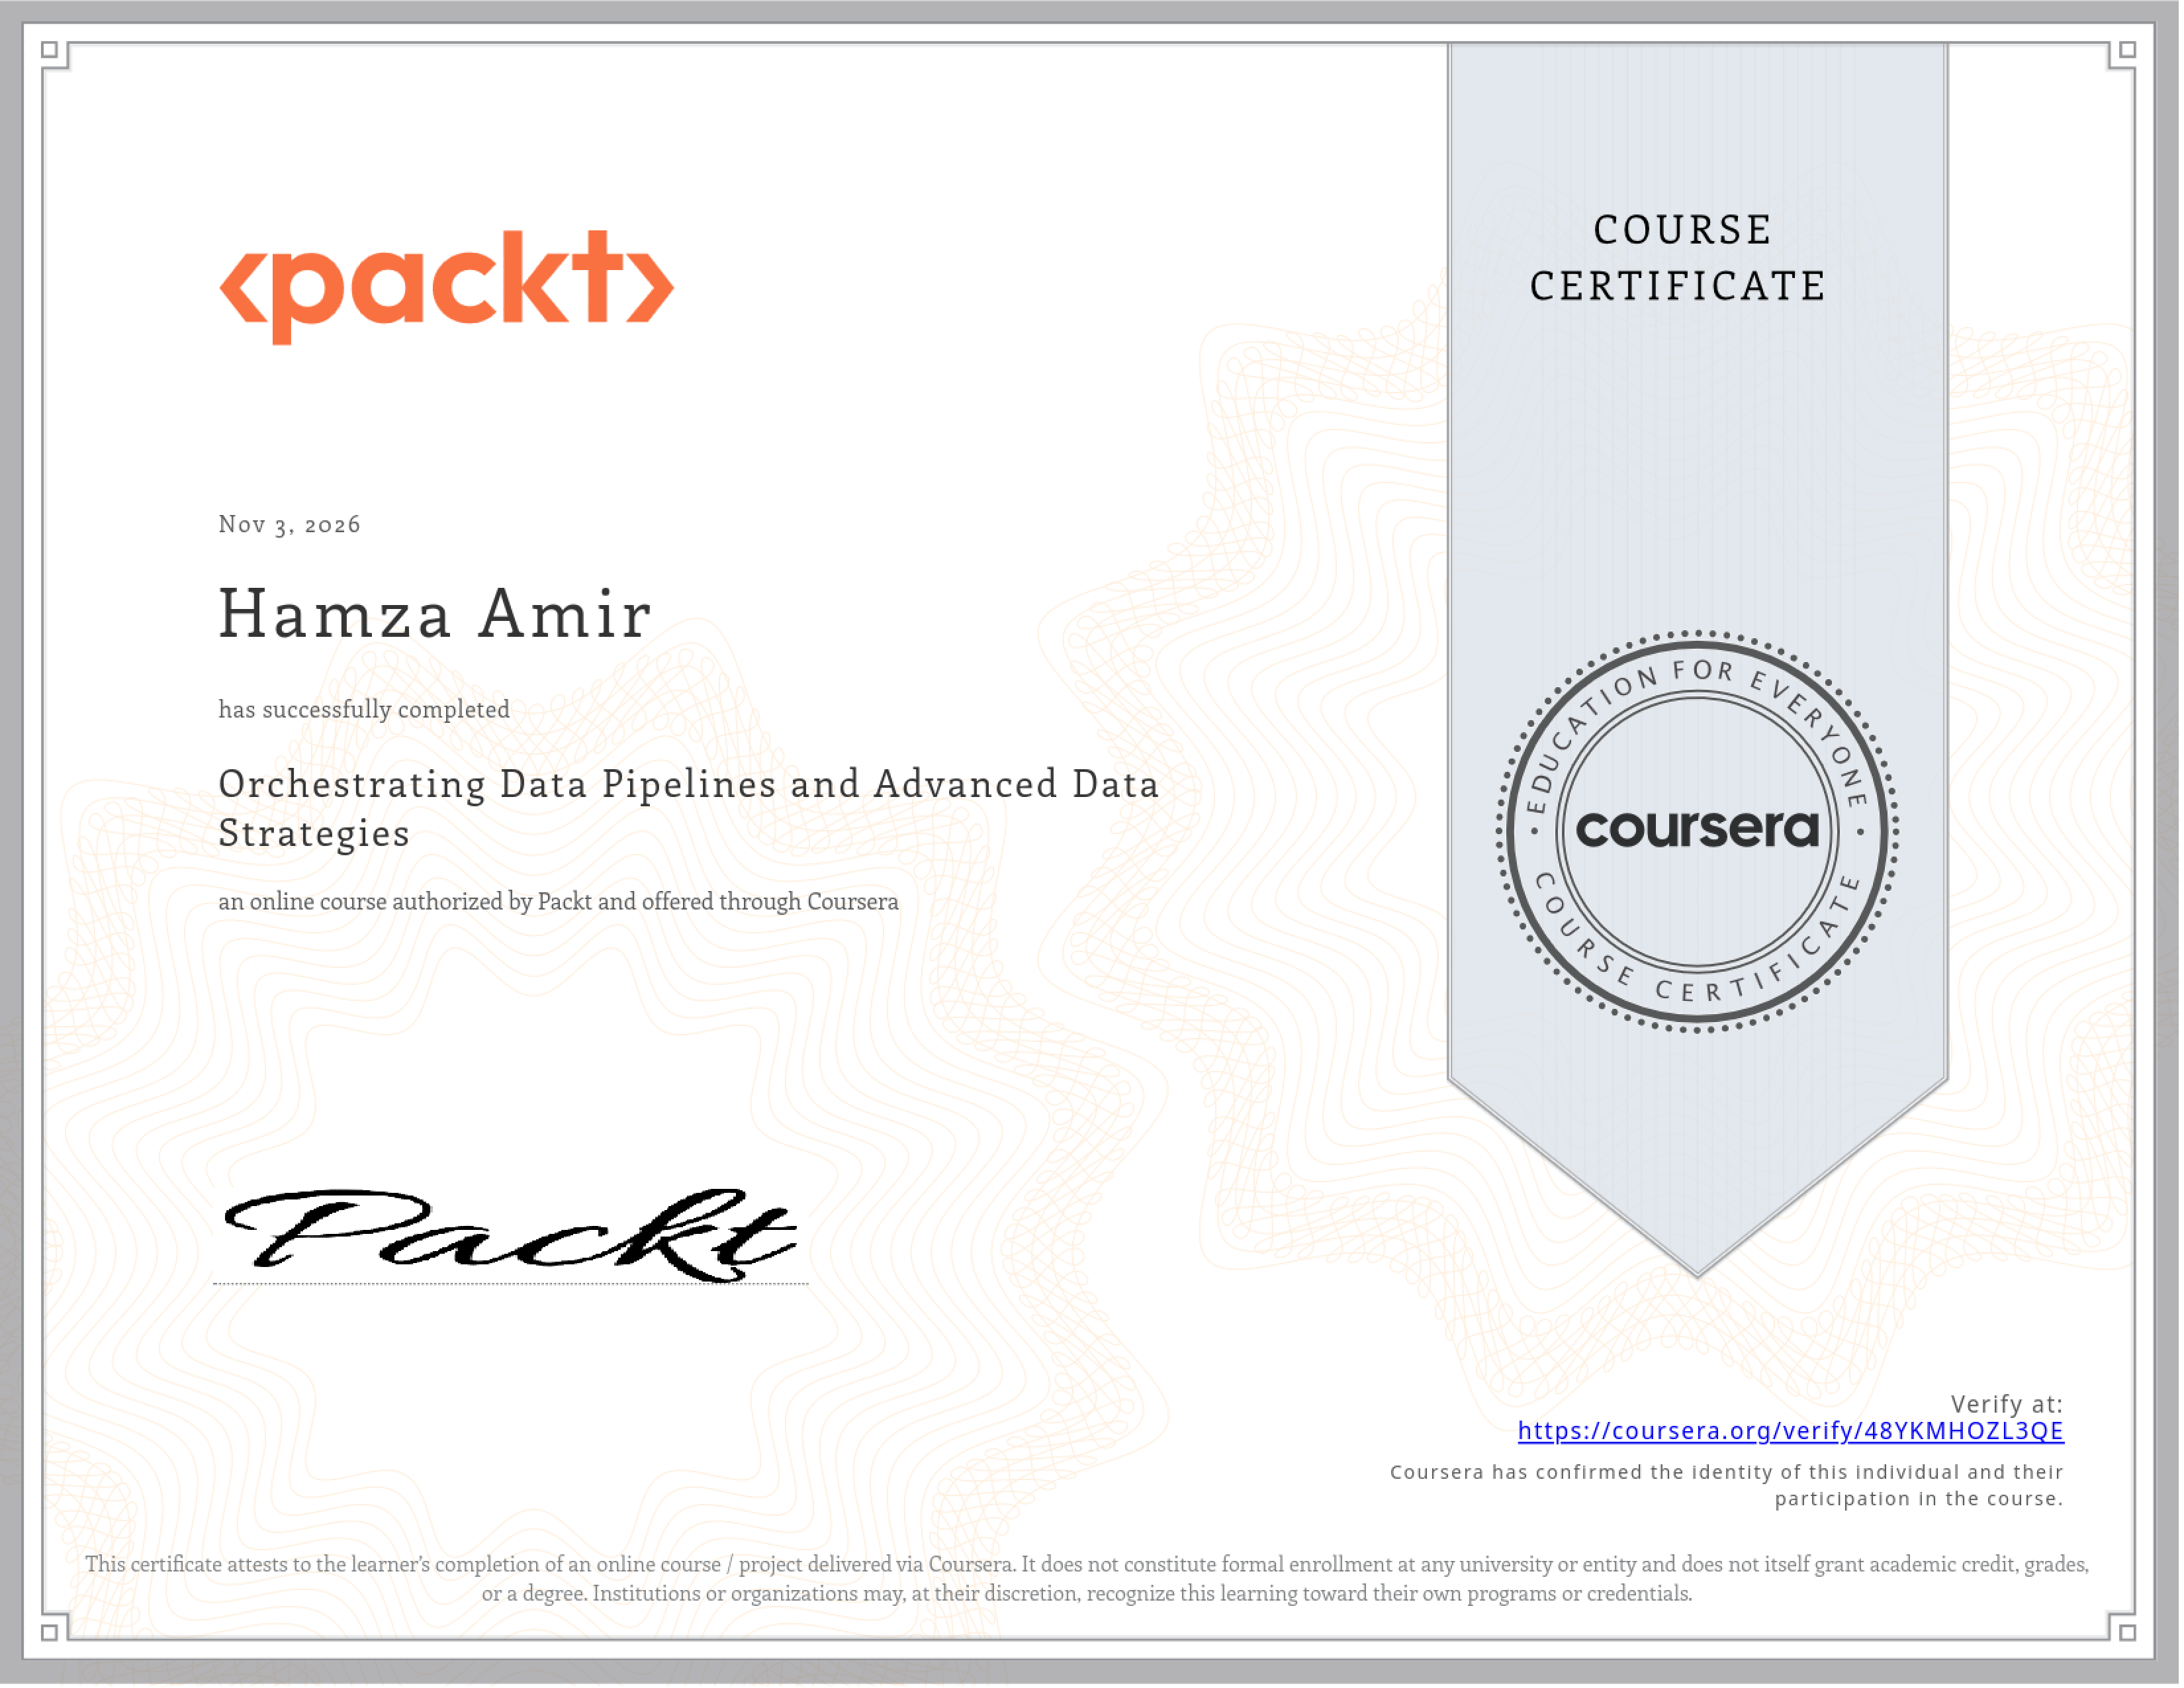 <packt>
COURSE
CERTIFICATE
Nov 3, 2026
Hamza Amir
has successfully completed
Orchestrating Data Pipelines and Advanced Data
Strategies
an online course authorized by Packt and offered through Coursera
EDUCATION FOR EVERYONE
coursera
COURSE CERTIFICATE
Packt
Verify at:
https://coursera.org/verify/48YKMHOZL3QE
Coursera has confirmed the identity of this individual and their
participation in the course.
This certificate attests to the learner's completion of an online course / project delivered via Coursera. It does not constitute formal enrollment at any university or entity and does not itself grant academic credit, grades,
or a degree. Institutions or organizations may, at their discretion, recognize this learning toward their own programs or credentials.